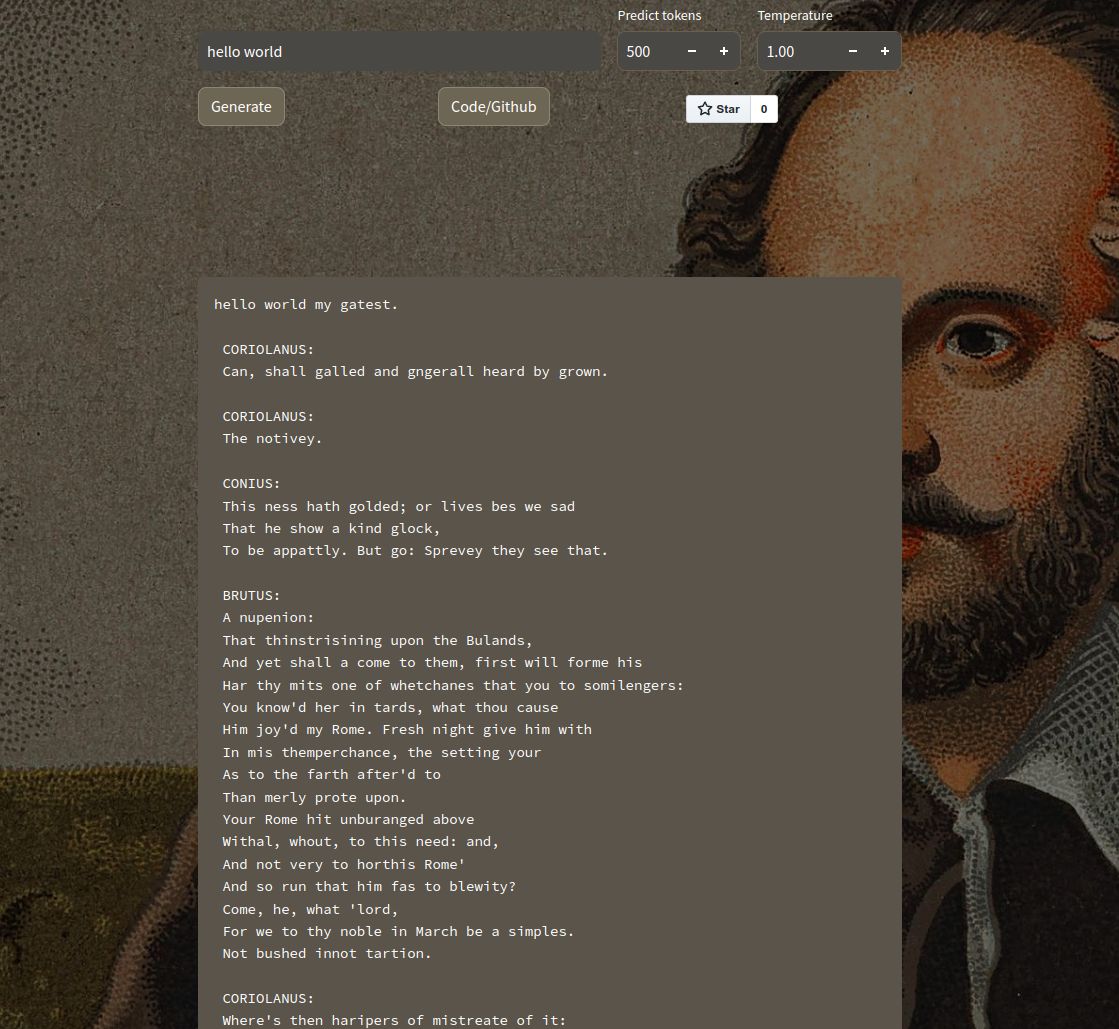 Predict tokens
Temperature
hello world
500
1.00
Generate
Code/Github
Star
0
hello world my gatest.
CORIOLANUS:
Can, shall galled and gngerall heard by grown.
CORIOLANUS:
The notivey.
CONIUS:
This ness hath golded; or lives bes we sad
That he show a kind glock,
To be appattly. But go: Sprevey they see that.
BRUTUS:
A nupenion:
That thinstrisining upon the Bulands,
And yet shall a come to them, first will forme his
Har thy mits one of whetchanes that you to somilengers:
You know'd her in tards, what thou cause
Him joy'd my Rome. Fresh night give him with
In mis themperchance, the setting your
As to the farth after'd to
Than merly prote upon.
Your Rome hit unburanged above
Withal, whout, to this need: and,
And not very to horthis Rome'
And so run that him fas to blewity?
Come, he, what 'lord,
For we to thy noble in March be a simples.
Not bushed innot tartion.
CORIOLANUS:
Where's then haripers of mistreate of it: